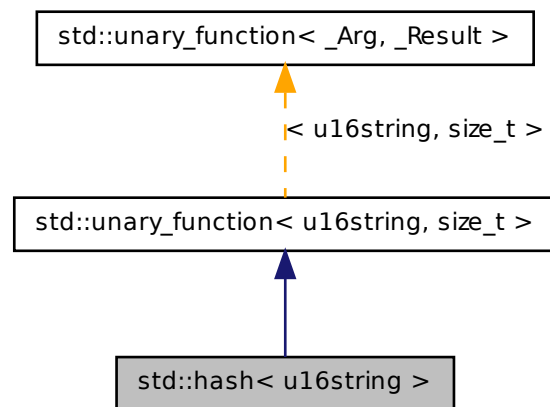 std::unary_function< _Arg, _Result >
< u16string, size_t >
std::unary_function< u16string, size_t >
std::hash< u16string >